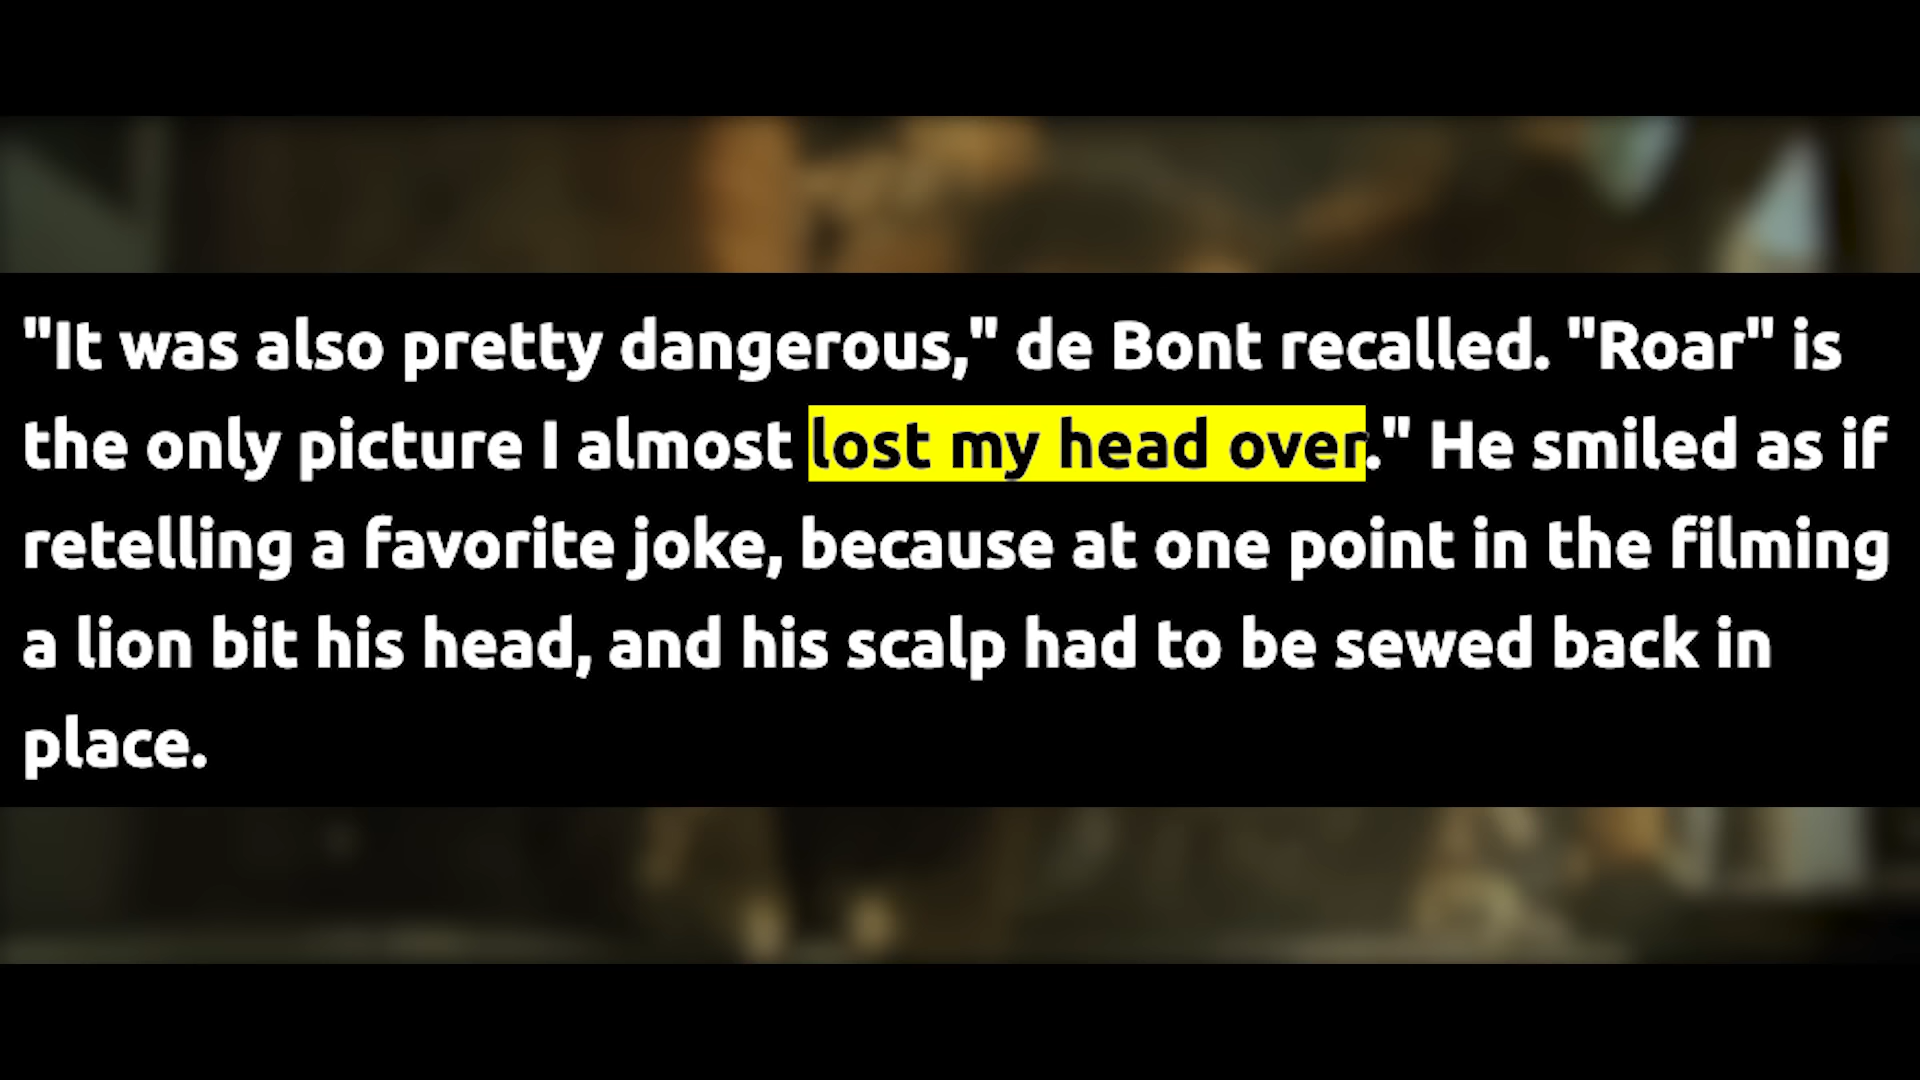 "It was also pretty dangerous," de Bont recalled. "Roar" is
the only picture I almost lost my head over." He smiled as if
retelling a favorite joke, because at one point in the filming
a lion bit his head, and his scalp had to be sewed back in
place.